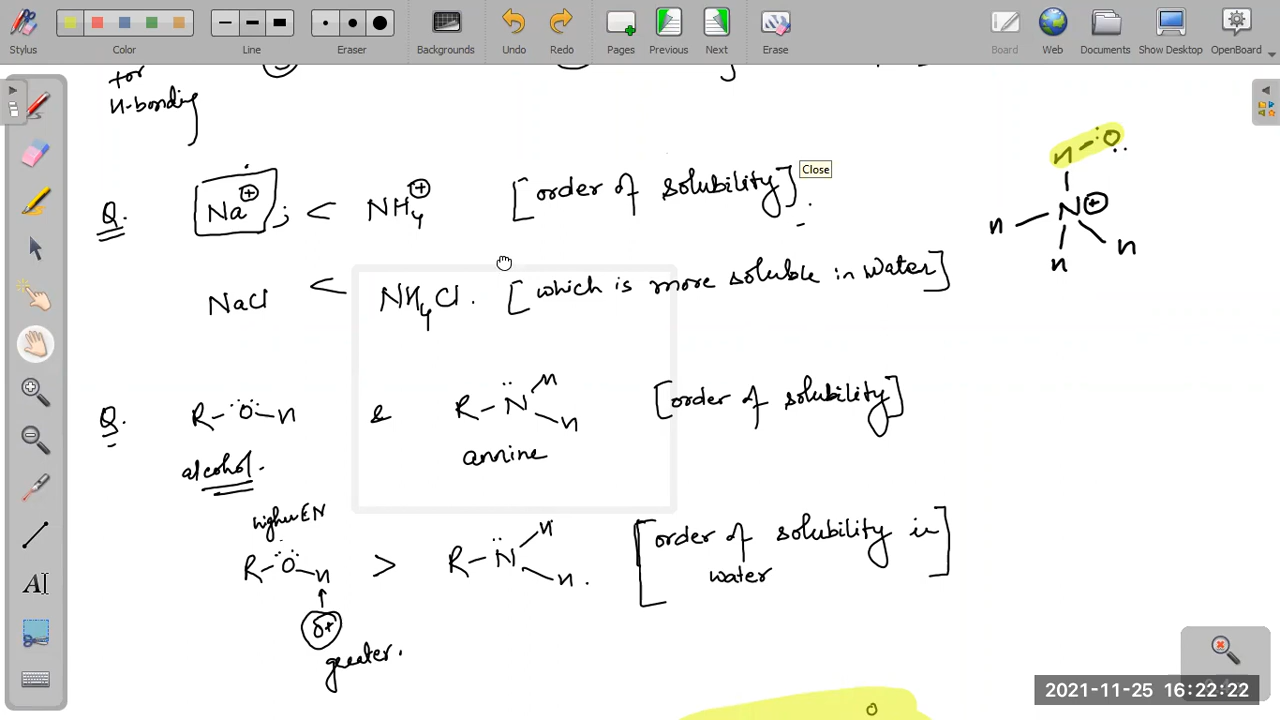 Stylus Color Line Eraser Backgrounds Undo Redo Pages Previous Next Erase Board Web Documents Show Desktop OpenBoard
for
H-bonding
H-O
Close
Q. Na⊕ ; < NH4⊕ [order of solubility].
N⊕
H H H
NaCl < NH4Cl. [which is more soluble in water]
Q. R-O-H & R-N H H [order of solubility]
alcohol. amine
higher EN
R-O-H > R-N H H. [order of solubility in water]
δ+
greater.
O
2021-11-25 16:22:22